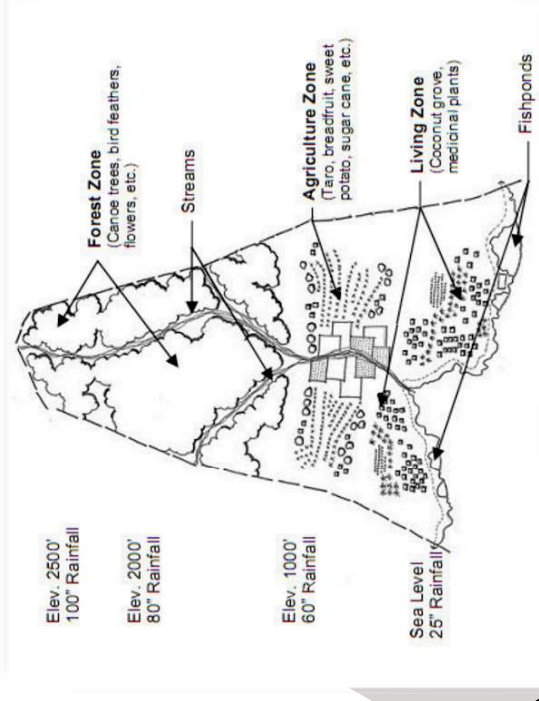 Elev. 2500'
100" Rainfall
Elev. 2000'
80" Rainfall
Elev. 1000'
60" Rainfall
Sea Level
25" Rainfall
Forest Zone
(Canoe trees, bird feathers,
flowers, etc.)
Streams
Agriculture Zone
(Taro, breadfruit, sweet
potato, sugar cane, etc.)
Living Zone
(Coconut grove,
medicinal plants)
Fishponds